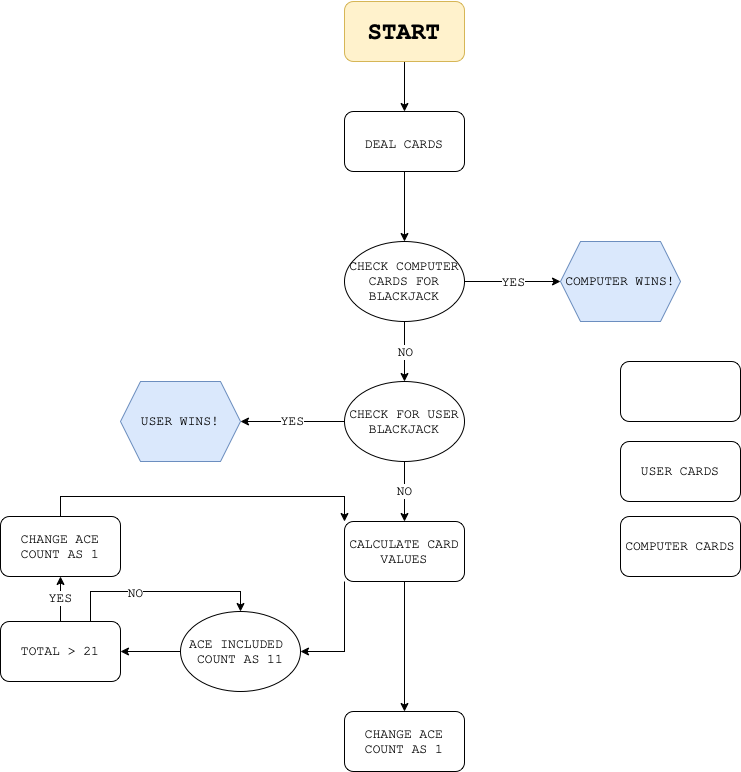 START
DEAL CARDS
CHECK COMPUTER
CARDS FOR
BLACKJACK
YES
COMPUTER WINS!
NO
USER WINS!
YES
CHECK FOR USER
BLACKJACK
USER CARDS
NO
CHANGE ACE
COUNT AS 1
CALCULATE CARD
VALUES
COMPUTER CARDS
YES
NO
TOTAL > 21
ACE INCLUDED
COUNT AS 11
CHANGE ACE
COUNT AS 1